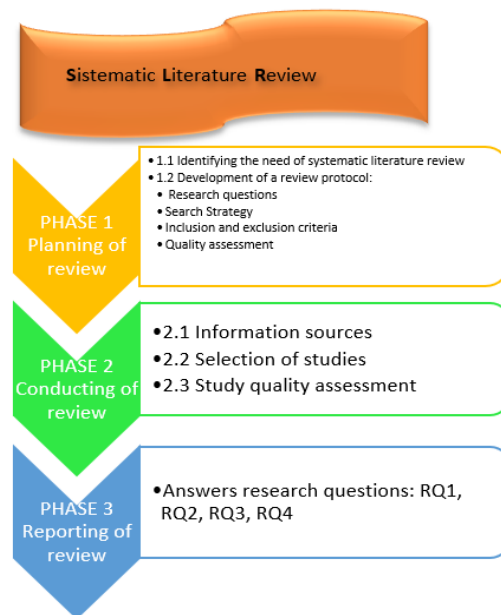 Sistematic Literature Review
• 1.1 Identifying the need of systematic literature review
• 1.2 Development of a review protocol:
• Research questions
• Search Strategy
• Inclusion and exclusion criteria
• Quality assessment
PHASE 1
Planning of
review
•2.1 Information sources
•2.2 Selection of studies
•2.3 Study quality assessment
PHASE 2
Conducting of
review
•Answers research questions: RQ1,
RQ2, RQ3, RQ4
PHASE 3
Reporting of
review